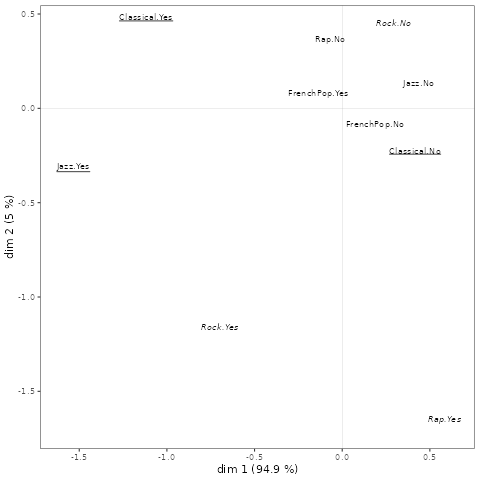 0.5
Classical.Yes
Rock.No
Rap.No
Jazz.No
FrenchPop.Yes
0.0
FrenchPop.No
Classical.No
Jazz.Yes
-0.5
dim 2 (5 %)
-1.0
Rock.Yes
-1.5
Rap.Yes
-1.5 -1.0 -0.5 0.0 0.5
dim 1 (94.9 %)